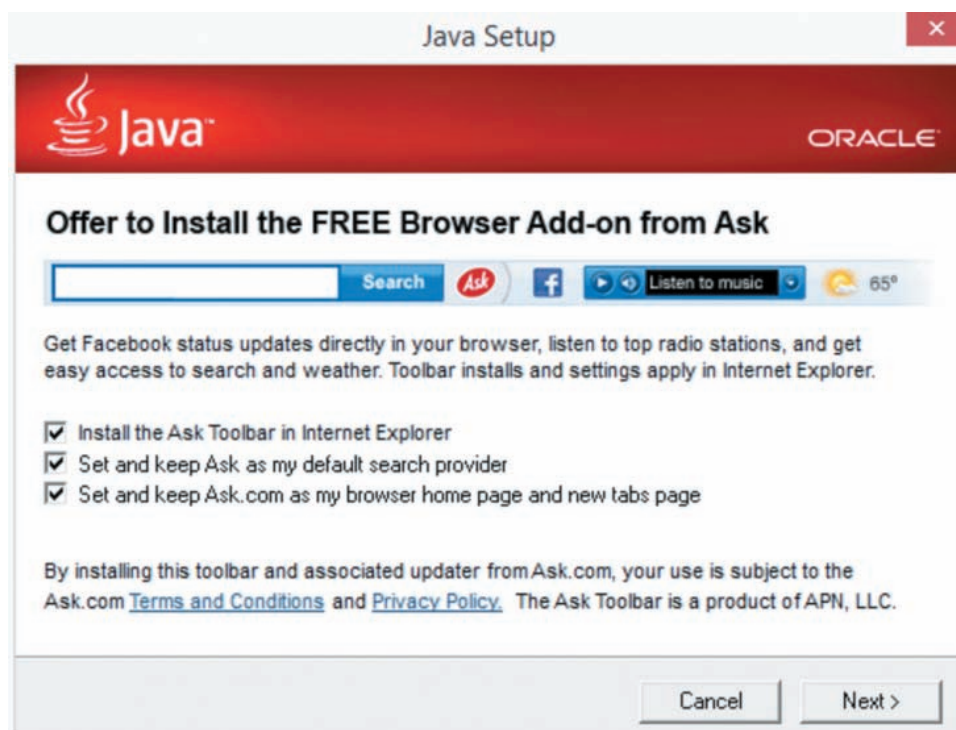 Java Setup
Java™
ORACLE
Offer to Install the FREE Browser Add-on from Ask
Search Ask f Listen to music 65°
Get Facebook status updates directly in your browser, listen to top radio stations, and get
easy access to search and weather. Toolbar installs and settings apply in Internet Explorer.
Install the Ask Toolbar in Internet Explorer
Set and keep Ask as my default search provider
Set and keep Ask.com as my browser home page and new tabs page
By installing this toolbar and associated updater from Ask.com, your use is subject to the
Ask.com Terms and Conditions and Privacy Policy. The Ask Toolbar is a product of APN, LLC.
Cancel Next >